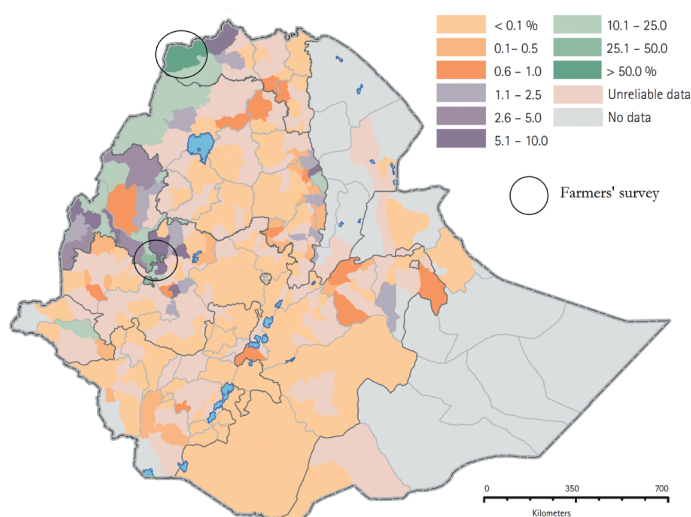 < 0.1 %
0.1– 0.5
0.6 – 1.0
1.1 – 2.5
2.6 – 5.0
5.1 – 10.0
10.1 – 25.0
25.1 – 50.0
> 50.0 %
Unreliable data
No data
Farmers' survey
0 350 700
Kilometers